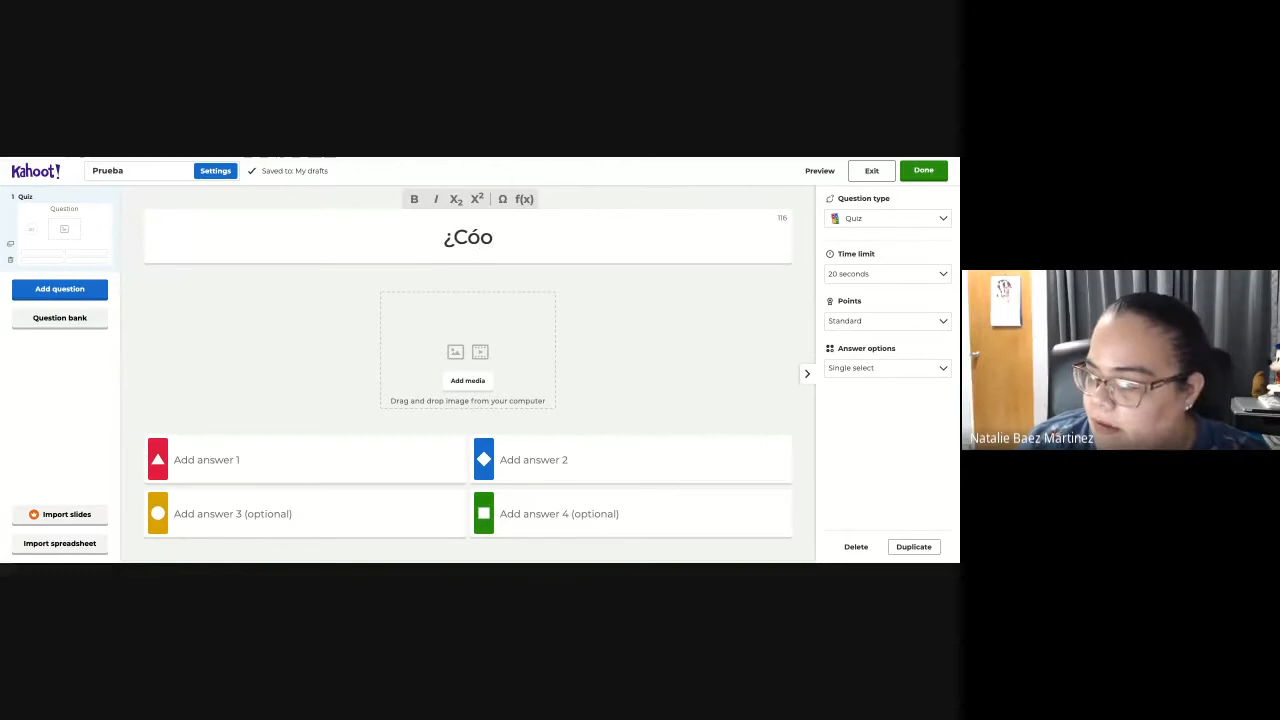 Kahoot!
Prueba
Settings
Saved to: My drafts
Preview
Exit
Done
1 Quiz
Question
Add question
Question bank
Import slides
Import spreadsheet
B I X₂ X² Ω f(x)
116
¿Cóo
Add media
Drag and drop image from your computer
Add answer 1
Add answer 2
Add answer 3 (optional)
Add answer 4 (optional)
Question type
Quiz
Time limit
20 seconds
Points
Standard
Answer options
Single select
Delete
Duplicate
Natalie Baez Martinez